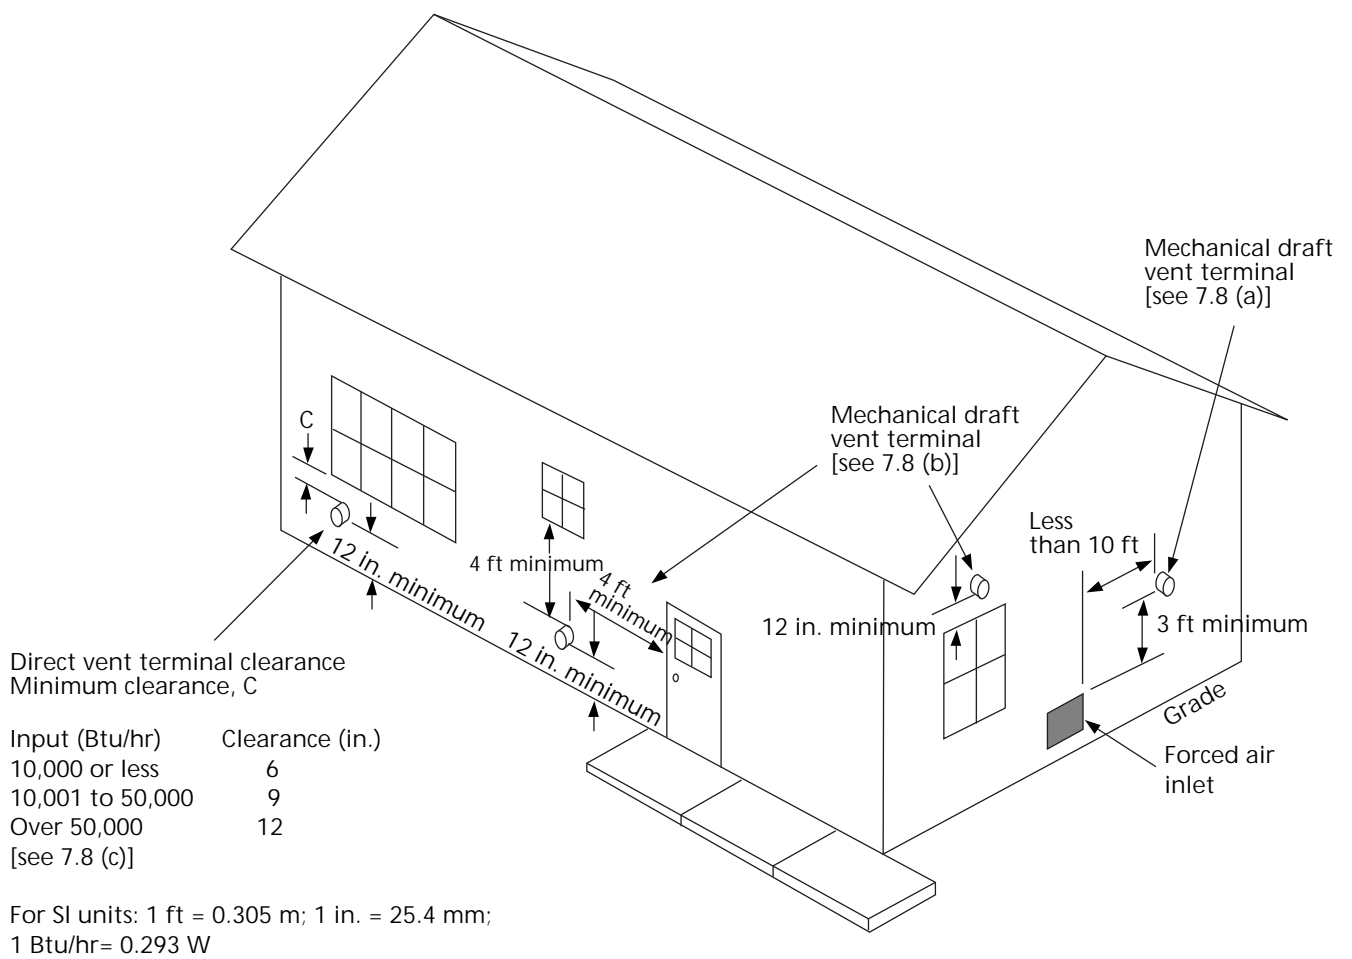 Mechanical draft
vent terminal
[see 7.8 (a)]
Mechanical draft
vent terminal
[see 7.8 (b)]
C
Less
than 10 ft
12 in. minimum
4 ft minimum
4 ft
minimum
12 in. minimum
12 in. minimum
3 ft minimum
Grade
Forced air
inlet
Direct vent terminal clearance
Minimum clearance, C
Input (Btu/hr) Clearance (in.)
10,000 or less 6
10,001 to 50,000 9
Over 50,000 12
[see 7.8 (c)]
For SI units: 1 ft = 0.305 m; 1 in. = 25.4 mm;
1 Btu/hr= 0.293 W